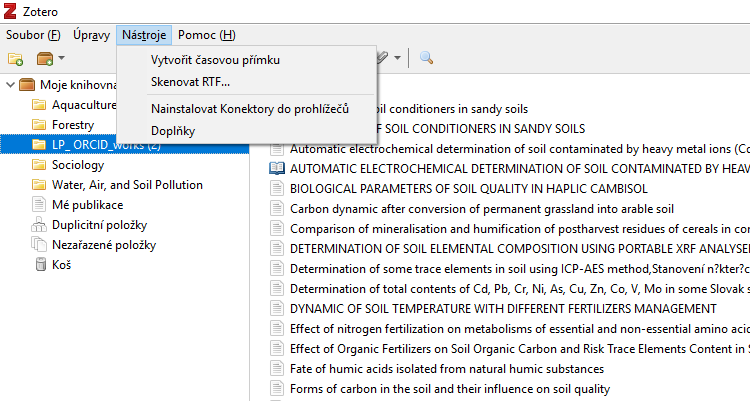 Zotero
Soubor (F) Úpravy Nástroje Pomoc (H)
Vytvořit časovou přímku
Skenovat RTF...
Nainstalovat Konektory do prohlížečů
Doplňky
Moje knihovna
Aquaculture
Forestry
LP_ ORCID_works (2)
Sociology
Water, Air, and Soil Pollution
Mé publikace
Duplicitní položky
Nezařazené položky
Koš
il conditioners in sandy soils
OF SOIL CONDITIONERS IN SANDY SOILS
Automatic electrochemical determination of soil contaminated by heavy metal ions (Co
AUTOMATIC ELECTROCHEMICAL DETERMINATION OF SOIL CONTAMINATED BY HEAV
BIOLOGICAL PARAMETERS OF SOIL QUALITY IN HAPLIC CAMBISOL
Carbon dynamic after conversion of permanent grassland into arable soil
Comparison of mineralisation and humification of postharvest residues of cereals in con
DETERMINATION OF SOIL ELEMENTAL COMPOSITION USING PORTABLE XRF ANALYSE
Determination of some trace elements in soil using ICP-AES method,Stanovení n?kter?c
Determination of total contents of Cd, Pb, Cr, Ni, As, Cu, Zn, Co, V, Mo in some Slovak s
DYNAMIC OF SOIL TEMPERATURE WITH DIFFERENT FERTILIZERS MANAGEMENT
Effect of nitrogen fertilization on metabolisms of essential and non-essential amino acid
Effect of Organic Fertilizers on Soil Organic Carbon and Risk Trace Elements Content in S
Fate of humic acids isolated from natural humic substances
Forms of carbon in the soil and their influence on soil quality